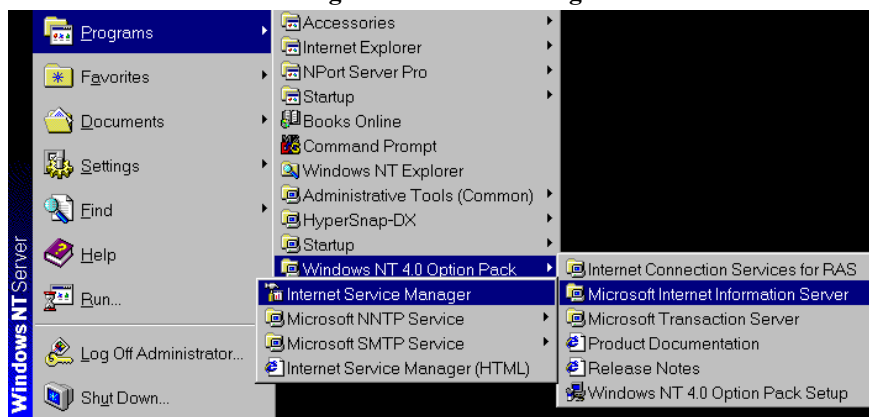 Windows NT Server
Programs
Favorites
Documents
Settings
Find
Help
Run...
Log Off Administrator...
Shut Down...
Accessories
Internet Explorer
NPort Server Pro
Startup
Books Online
Command Prompt
Windows NT Explorer
Administrative Tools (Common)
HyperSnap-DX
Startup
Windows NT 4.0 Option Pack
Internet Connection Services for RAS
Microsoft Internet Information Server
Microsoft Transaction Server
Product Documentation
Release Notes
Windows NT 4.0 Option Pack Setup
Internet Service Manager
Microsoft NNTP Service
Microsoft SMTP Service
Internet Service Manager (HTML)